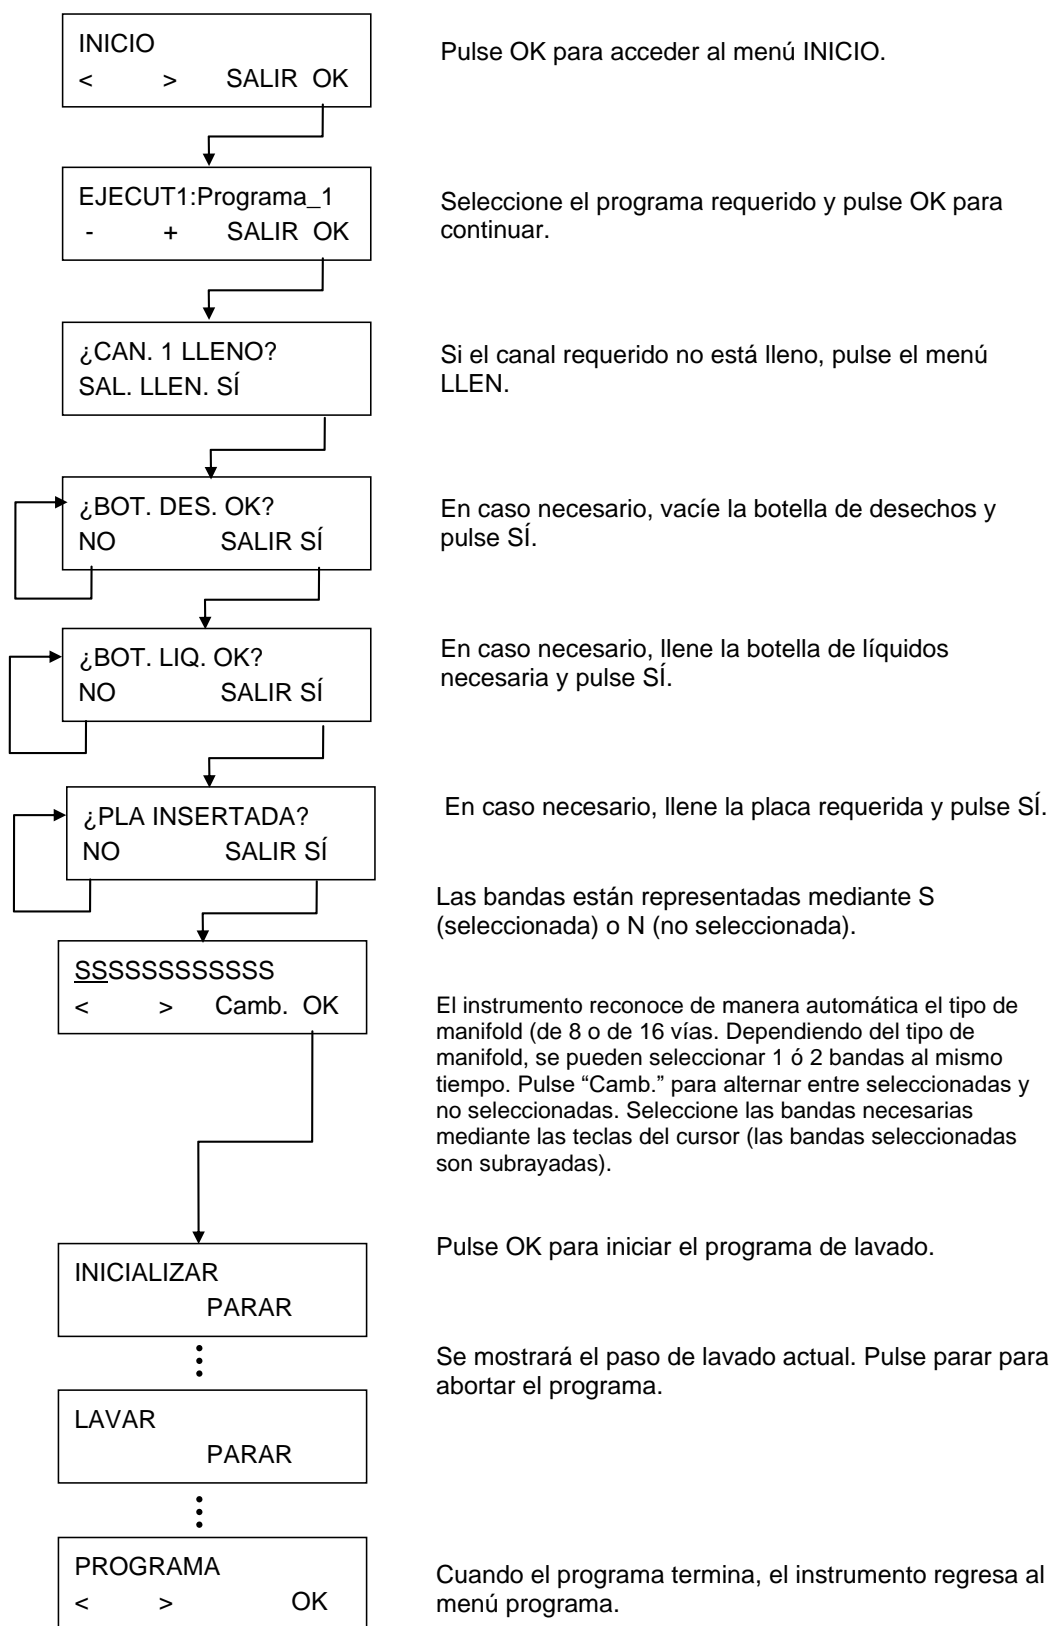 INICIO
< > SALIR OK
Pulse OK para acceder al menú INICIO.
EJECUT1:Programa_1
- + SALIR OK
Seleccione el programa requerido y pulse OK para
continuar.
¿CAN. 1 LLENO?
SAL. LLEN. SÍ
Si el canal requerido no está lleno, pulse el menú
LLEN.
¿BOT. DES. OK?
NO SALIR SÍ
En caso necesario, vacíe la botella de desechos y
pulse SÍ.
¿BOT. LIQ. OK?
NO SALIR SÍ
En caso necesario, llene la botella de líquidos
necesaria y pulse SÍ.
¿PLA INSERTADA?
NO SALIR SÍ
En caso necesario, llene la placa requerida y pulse SÍ.
Las bandas están representadas mediante S
(seleccionada) o N (no seleccionada).
SSSSSSSSSSSS
< > Camb. OK
El instrumento reconoce de manera automática el tipo de
manifold (de 8 o de 16 vías. Dependiendo del tipo de
manifold, se pueden seleccionar 1 ó 2 bandas al mismo
tiempo. Pulse “Camb.” para alternar entre seleccionadas y
no seleccionadas. Seleccione las bandas necesarias
mediante las teclas del cursor (las bandas seleccionadas
son subrayadas).
Pulse OK para iniciar el programa de lavado.
INICIALIZAR
PARAR
Se mostrará el paso de lavado actual. Pulse parar para
abortar el programa.
LAVAR
PARAR
PROGRAMA
< > OK
Cuando el programa termina, el instrumento regresa al
menú programa.